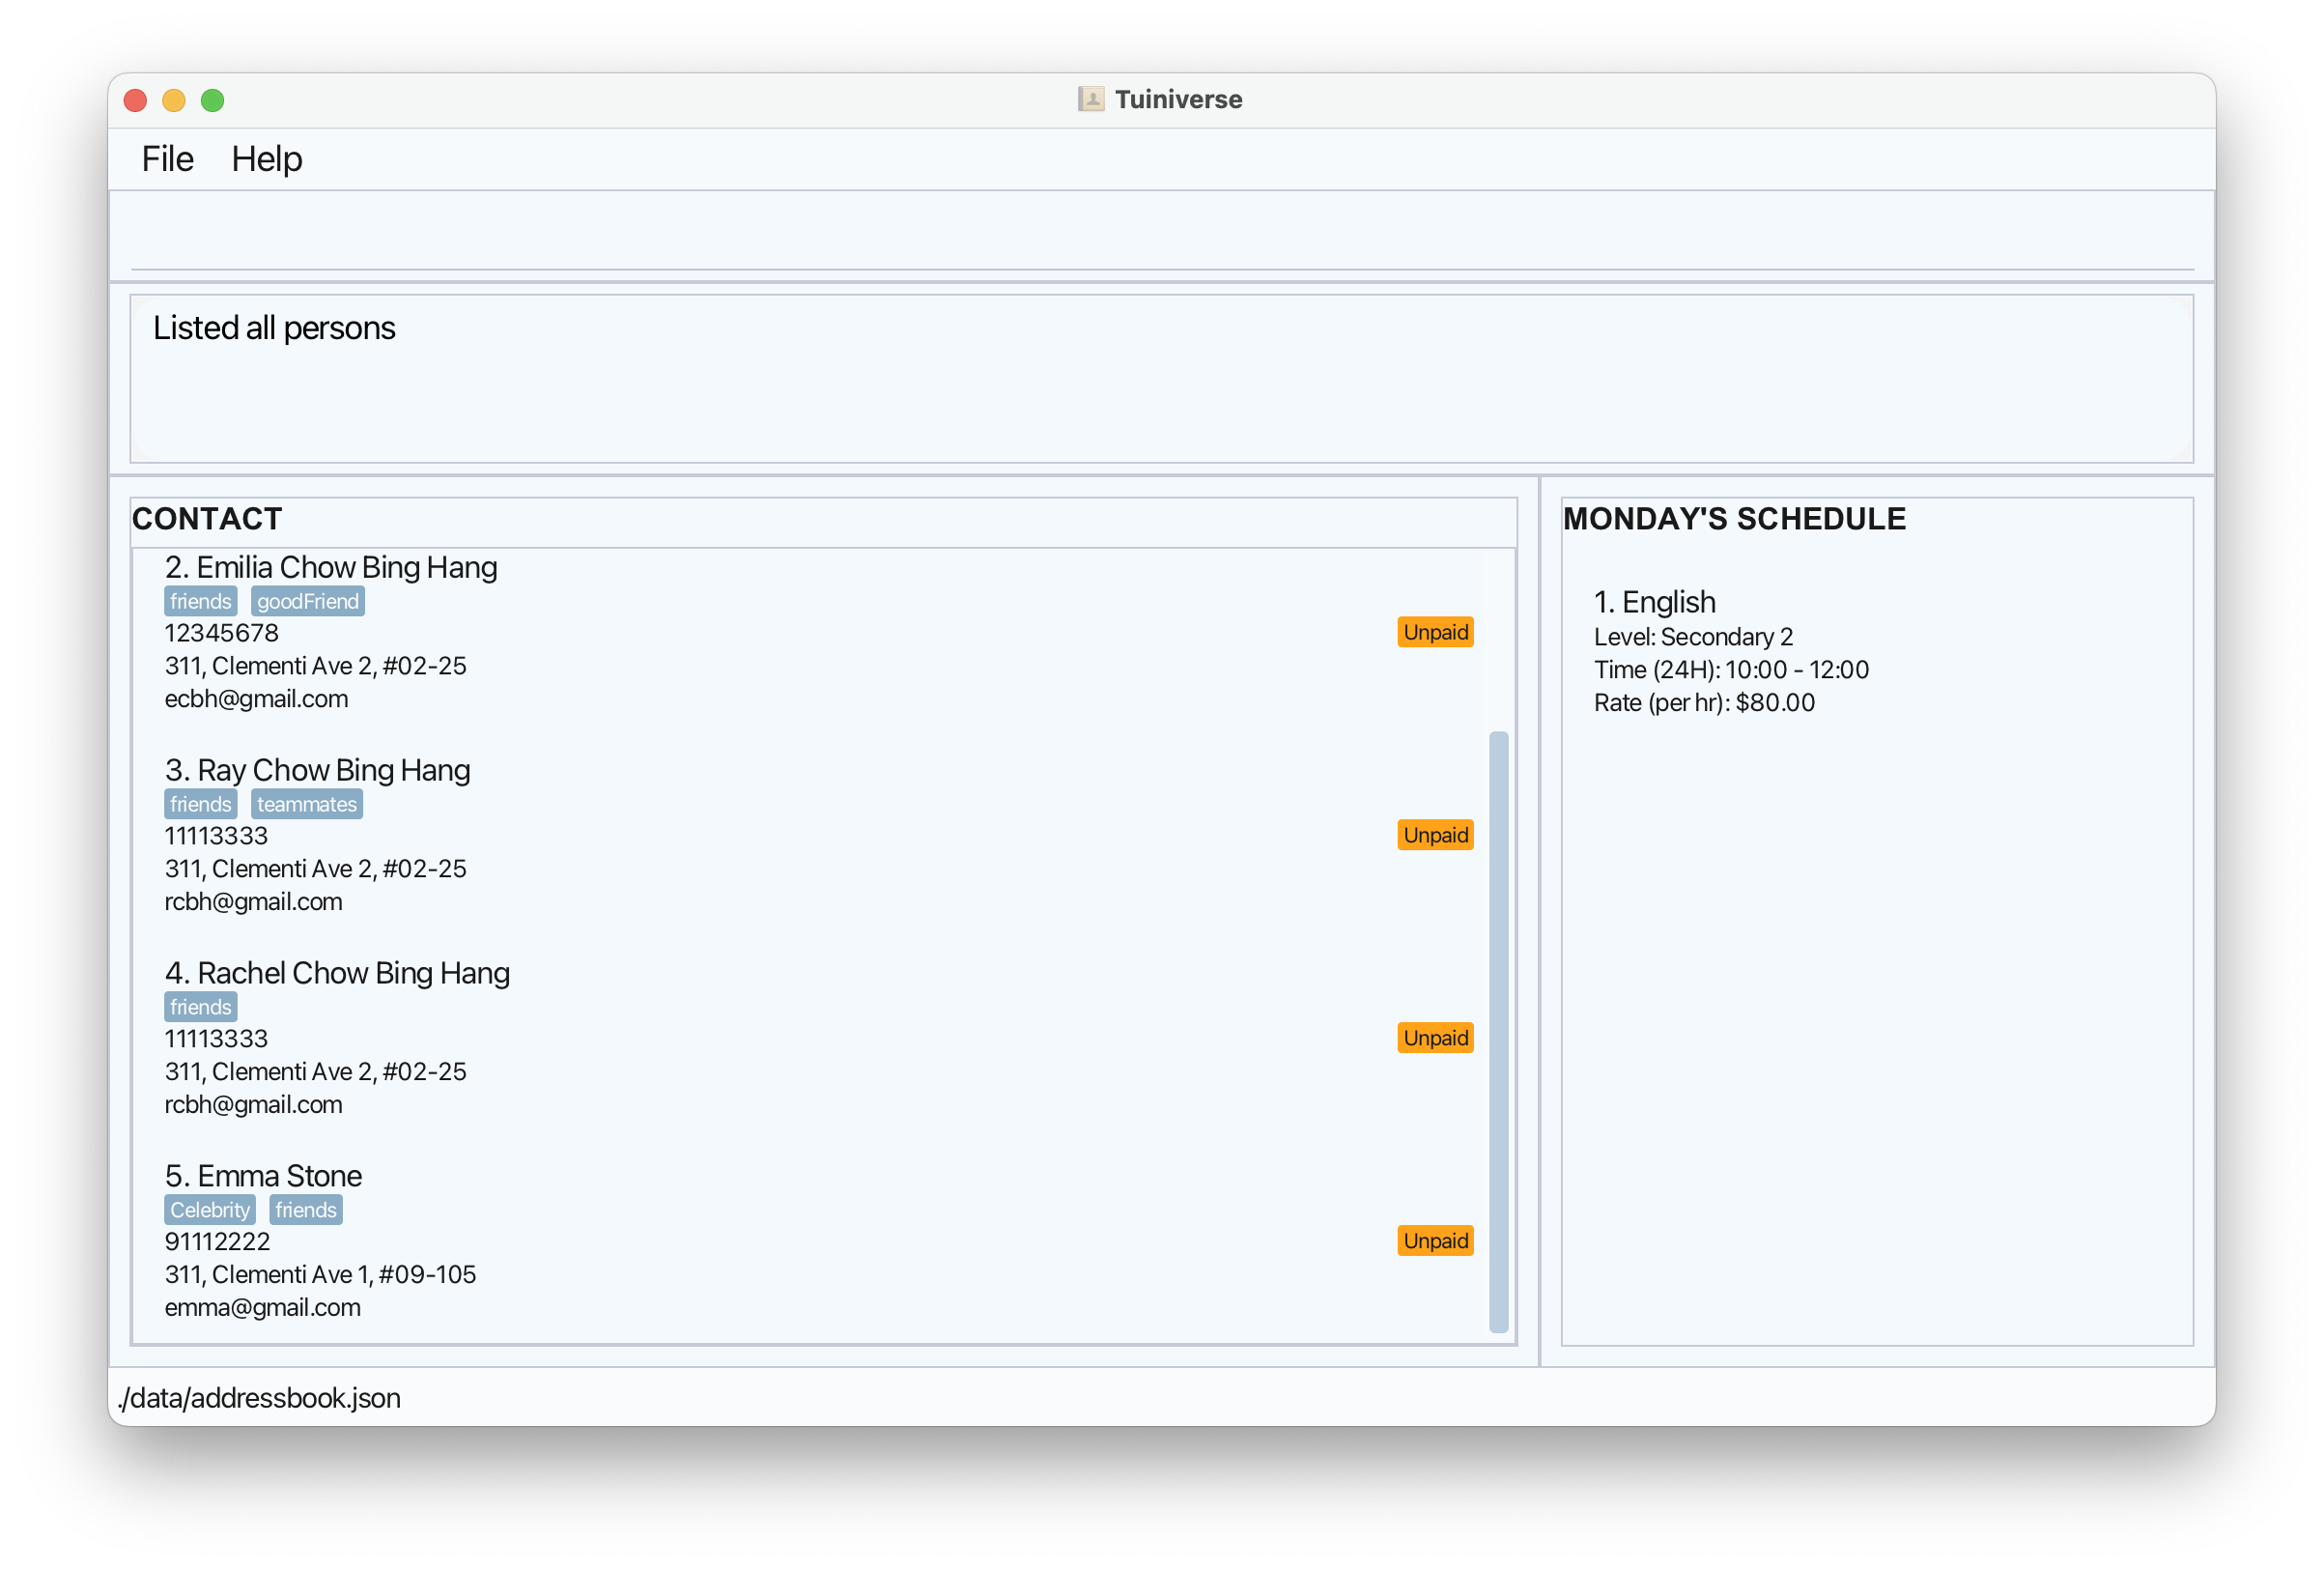 Tuiniverse
File Help
Listed all persons
CONTACT
2. Emilia Chow Bing Hang
friends goodFriend
12345678 Unpaid
311, Clementi Ave 2, #02-25
ecbh@gmail.com
3. Ray Chow Bing Hang
friends teammates
11113333 Unpaid
311, Clementi Ave 2, #02-25
rcbh@gmail.com
4. Rachel Chow Bing Hang
friends
11113333 Unpaid
311, Clementi Ave 2, #02-25
rcbh@gmail.com
5. Emma Stone
Celebrity friends
91112222 Unpaid
311, Clementi Ave 1, #09-105
emma@gmail.com
MONDAY'S SCHEDULE
1. English
Level: Secondary 2
Time (24H): 10:00 - 12:00
Rate (per hr): $80.00
./data/addressbook.json